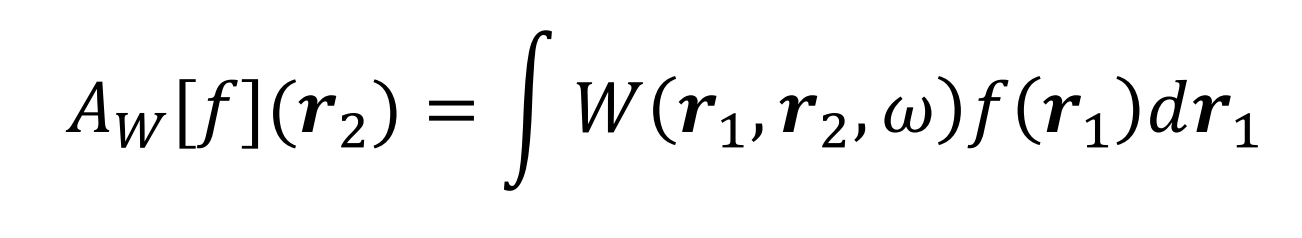 A_W[f](𝒓_2) = ∫ W(𝒓_1, 𝒓_2, ω)f(𝒓_1)d𝒓_1